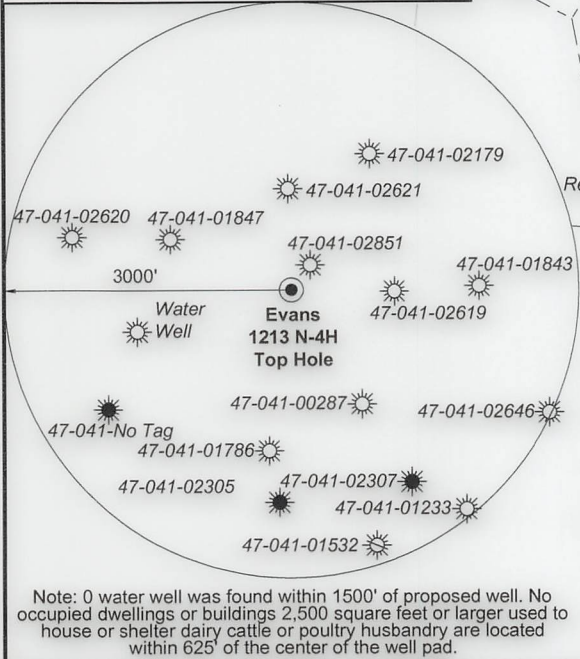 47-041-02179
47-041-02621
47-041-02620
47-041-01847
47-041-02851
47-041-01843
3000'
47-041-02619
Water
Well
Evans
1213 N-4H
Top Hole
47-041-00287
47-041-02646
47-041-No Tag
47-041-01786
47-041-02305
47-041-02307
47-041-01233
47-041-01532
Note: 0 water well was found within 1500' of proposed well. No
occupied dwellings or buildings 2,500 square feet or larger used to
house or shelter dairy cattle or poultry husbandry are located
within 625' of the center of the well pad.